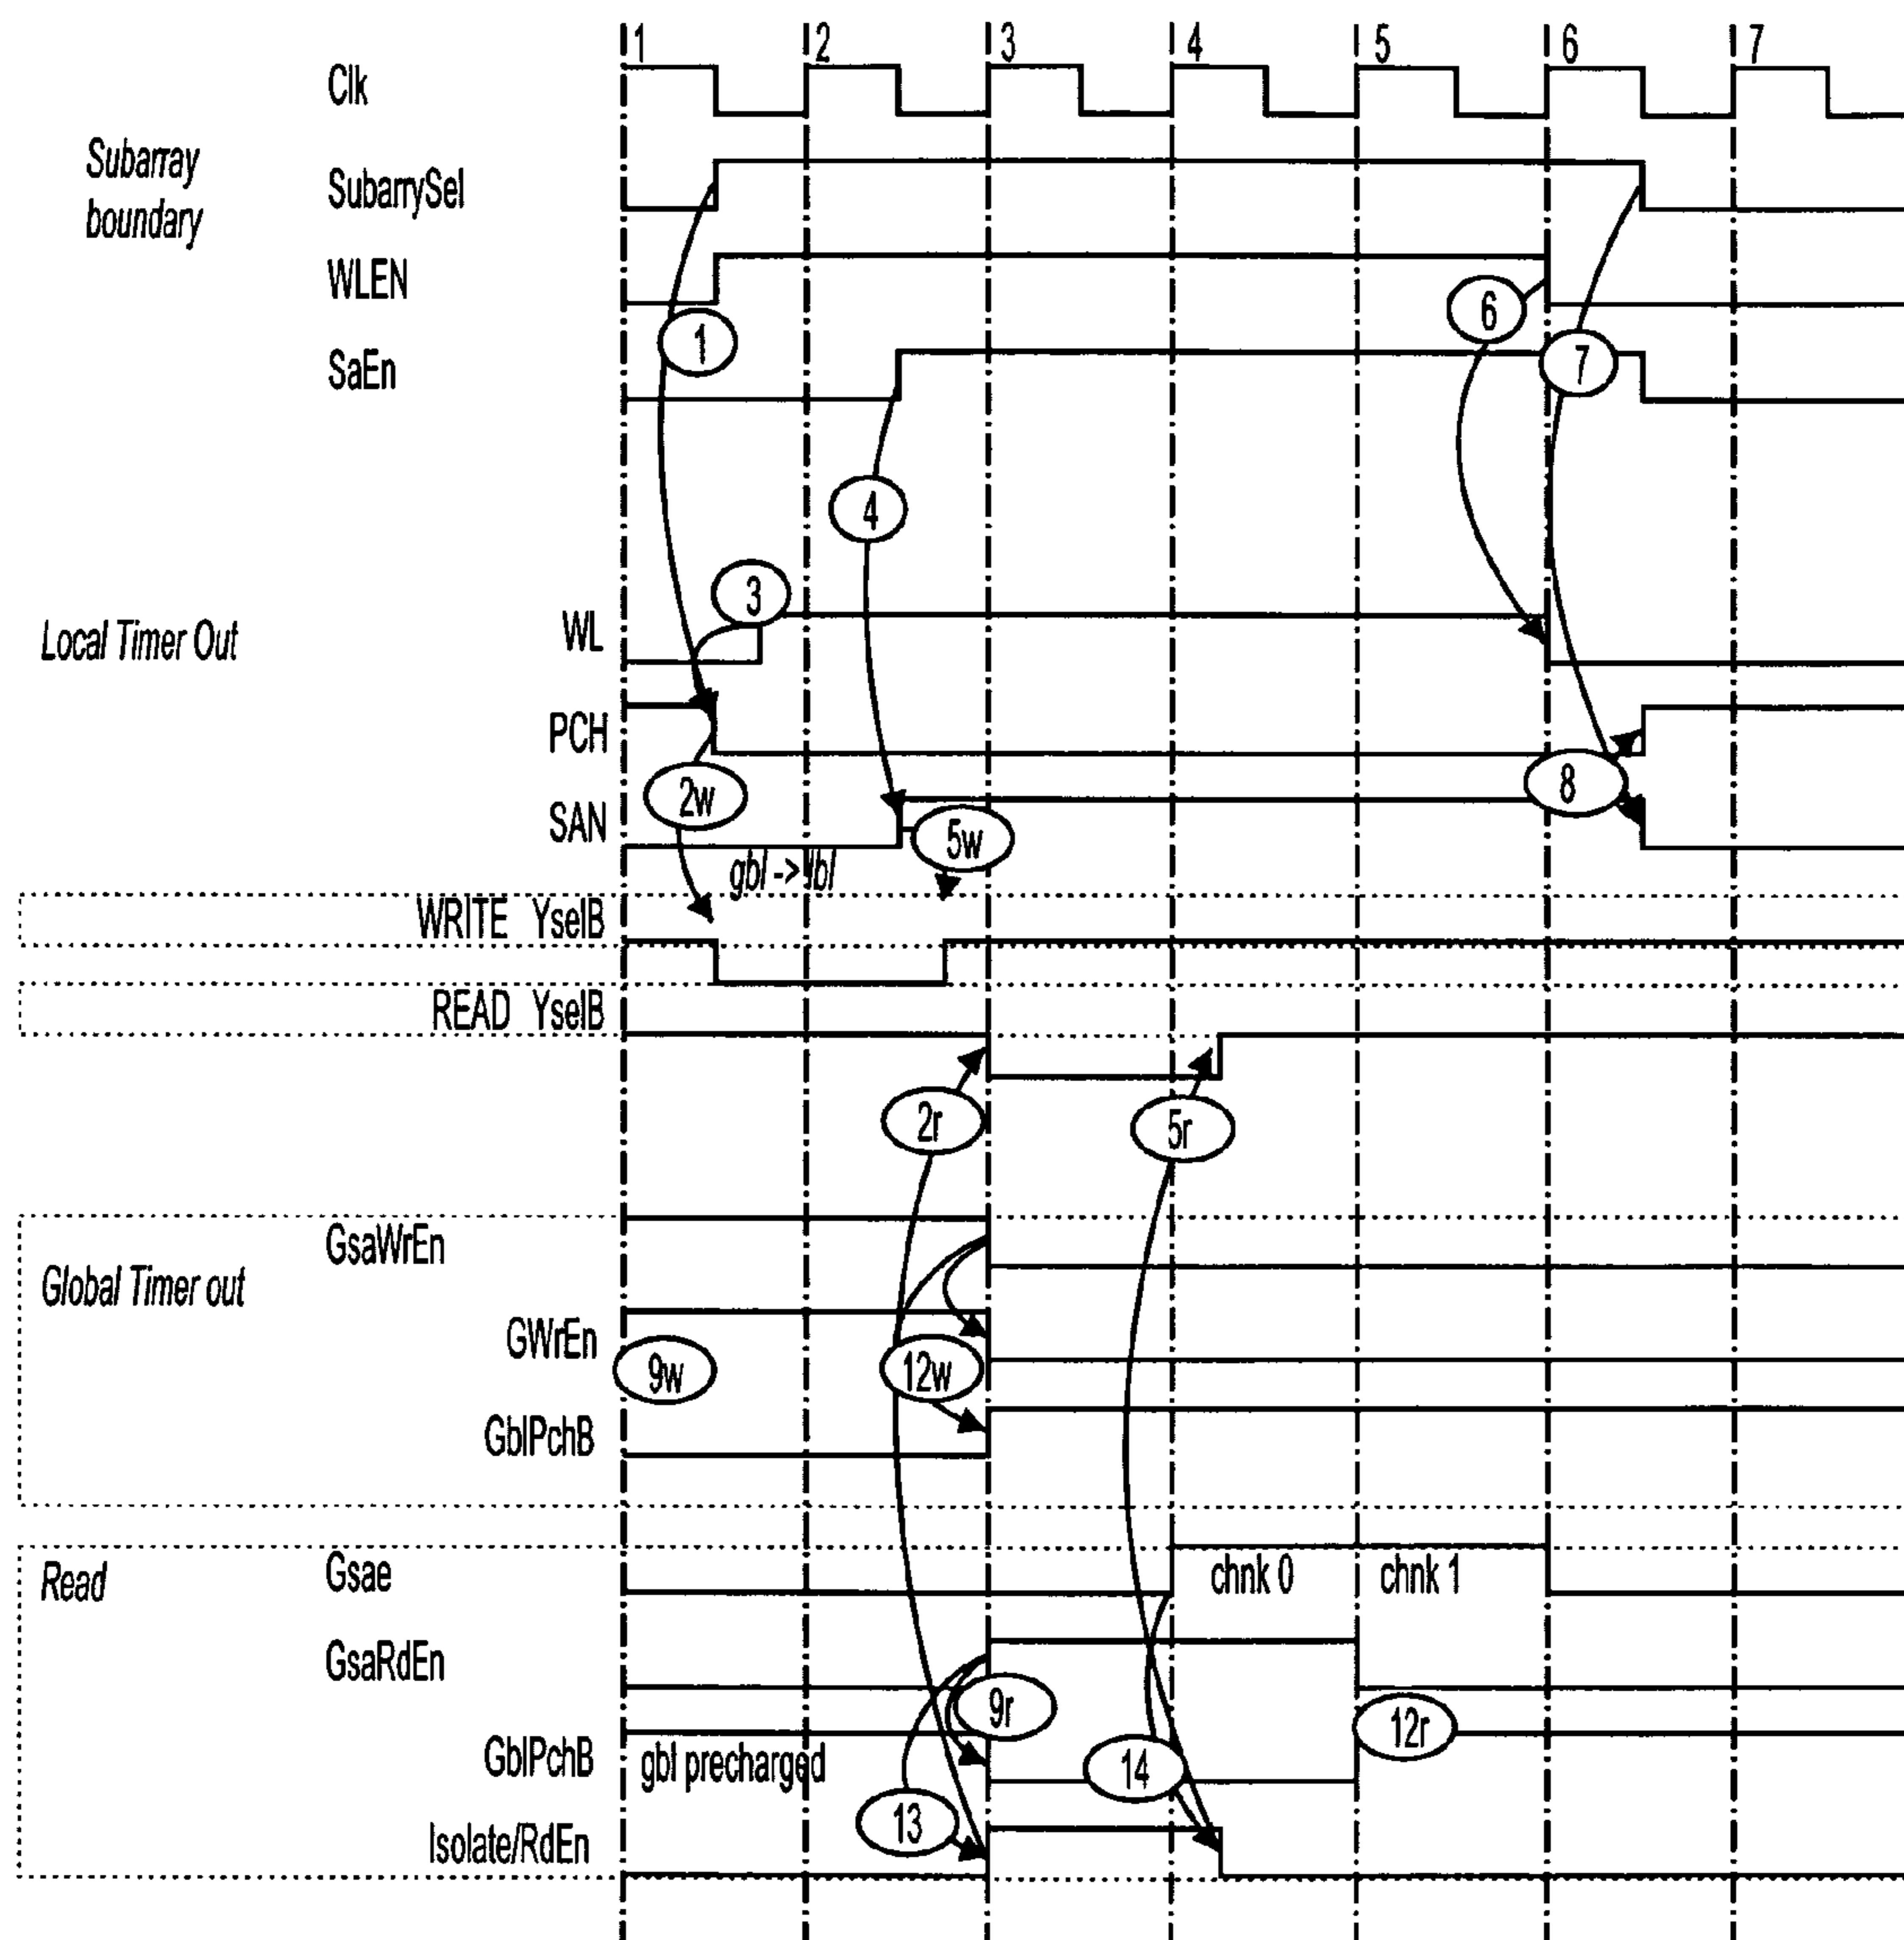 1 2 3 4 5 6 7
Clk
Subarray
boundary
SubarrySel
WLEN
6
1
7
SaEn
4
3
Local Timer Out
WL
PCH
2w
8
SAN
5w
gbl -> lbl
WRITE YselB
READ YselB
2r
5r
GsaWrEn
Global Timer out
GWrEn
9w
12w
GblPchB
Read
Gsae
chnk 0
chnk 1
GsaRdEn
9r
12r
GblPchB
gbl precharged
14
13
Isolate/RdEn